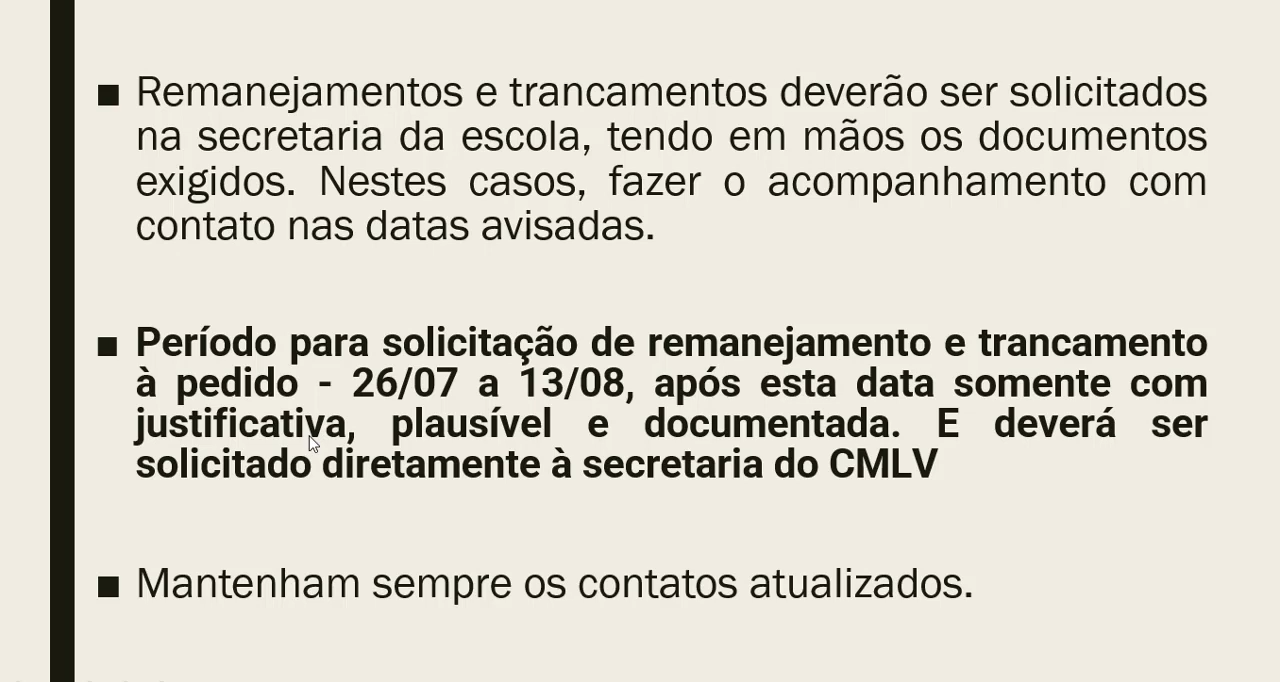 ■ Remanejamentos e trancamentos deverão ser solicitados
na secretaria da escola, tendo em mãos os documentos
exigidos. Nestes casos, fazer o acompanhamento com
contato nas datas avisadas.
■ Período para solicitação de remanejamento e trancamento
à pedido - 26/07 a 13/08, após esta data somente com
justificativa, plausível e documentada. E deverá ser
solicitado diretamente à secretaria do CMLV
■ Mantenham sempre os contatos atualizados.